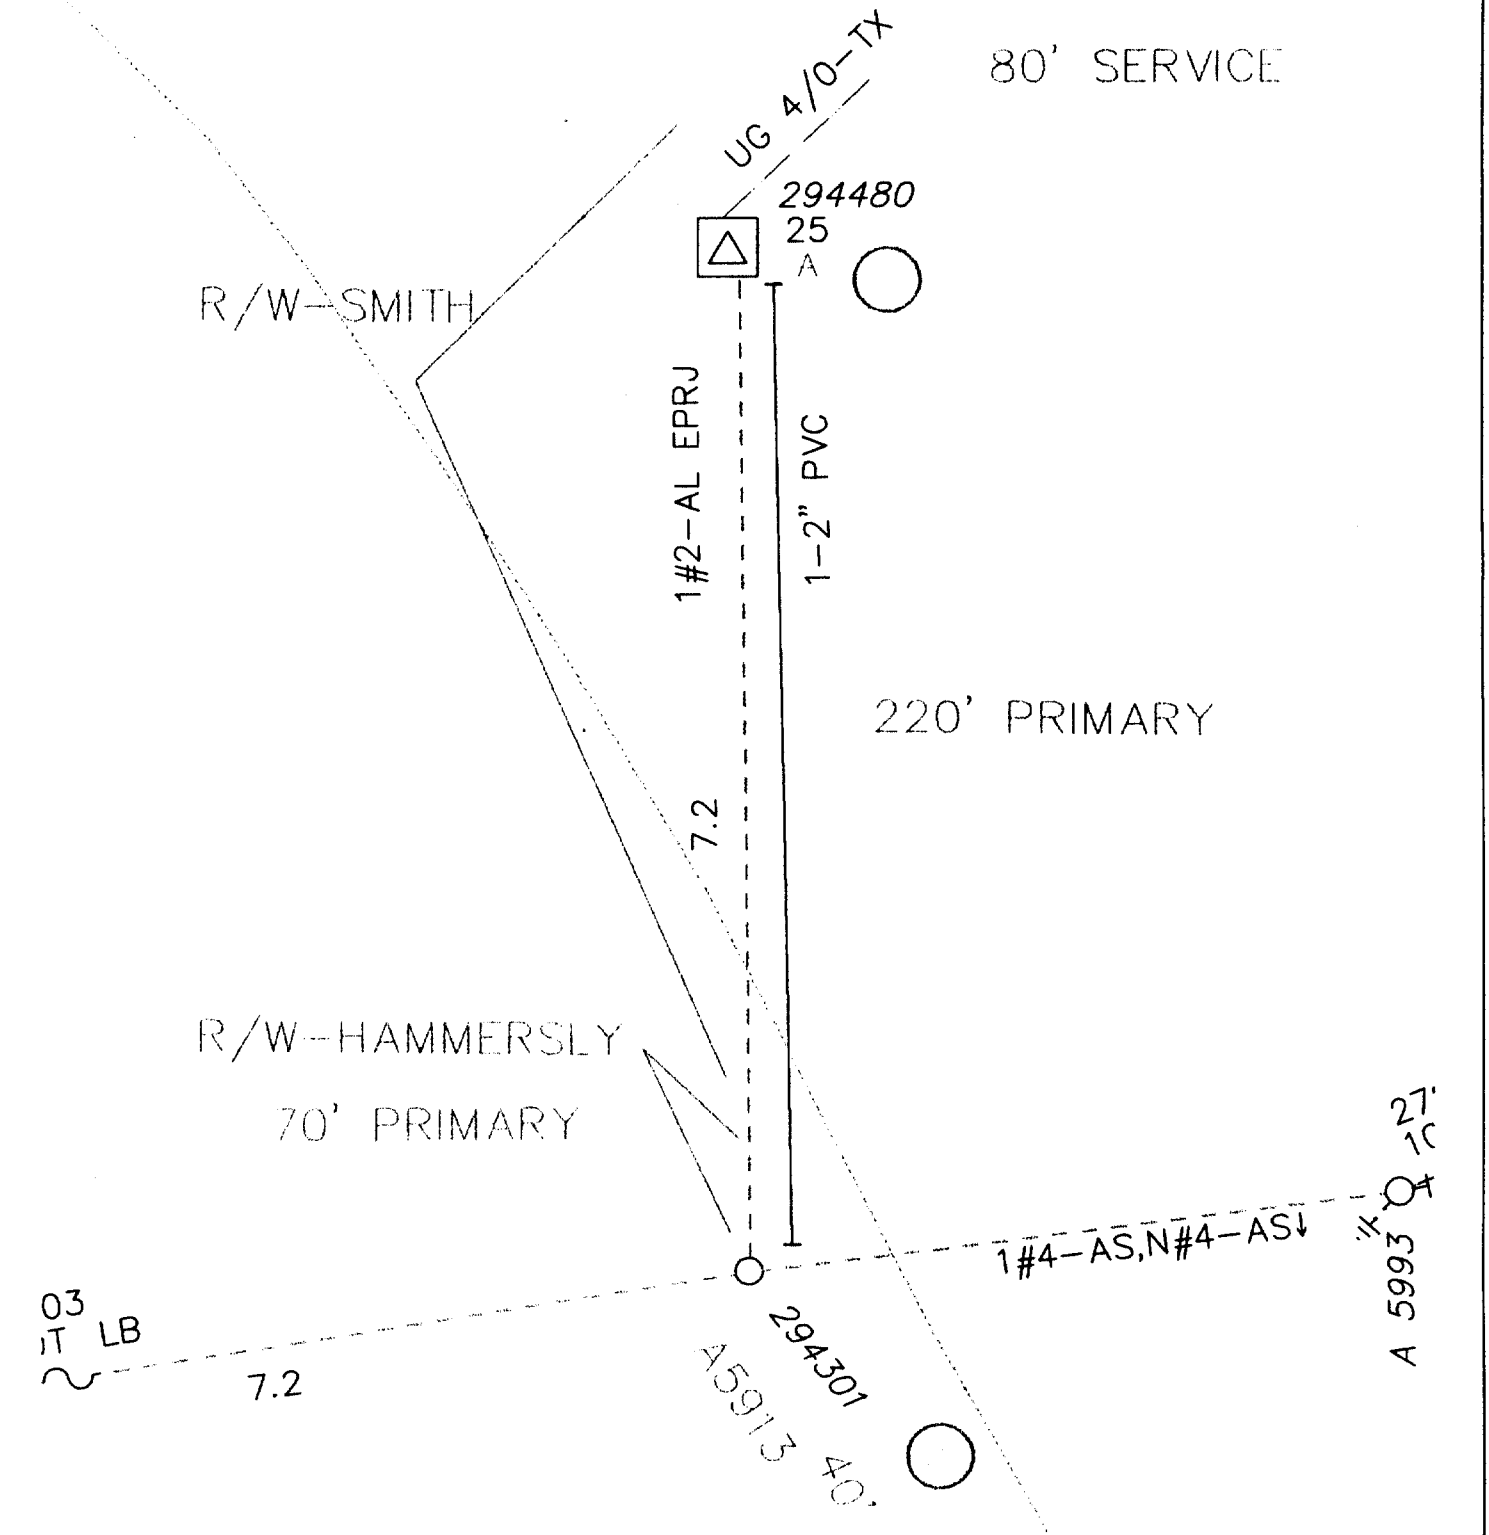 80' SERVICE
UG 4/0-TX
294480
25
A
R/W-SMITH
1#2-AL EPRJ
1-2" PVC
220' PRIMARY
7.2
R/W-HAMMERSLY
70' PRIMARY
27'
1#4-AS,N#4-AS↓
A 5993
03
LB
7.2
294301
A5913 40'